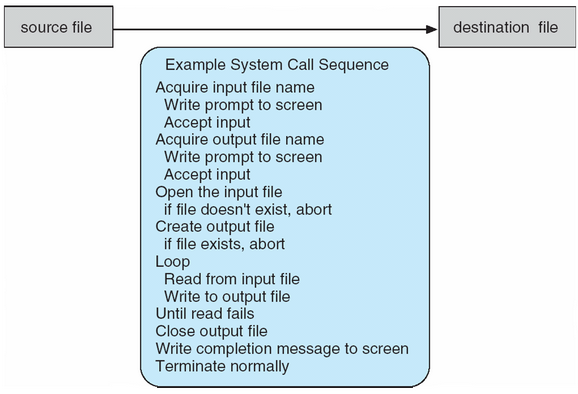 source file
destination file
Example System Call Sequence
Acquire input file name
Write prompt to screen
Accept input
Acquire output file name
Write prompt to screen
Accept input
Open the input file
if file doesn't exist, abort
Create output file
if file exists, abort
Loop
Read from input file
Write to output file
Until read fails
Close output file
Write completion message to screen
Terminate normally